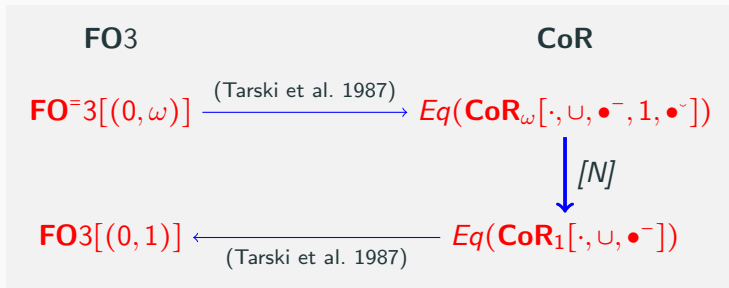 FO3 CoR
(Tarski et al. 1987)
FO⁼3[(0, ω)] Eq(CoR_ω[·, ∪, •⁻, 1, •˘])
[N]
FO3[(0, 1)] Eq(CoR₁[·, ∪, •⁻])
(Tarski et al. 1987)